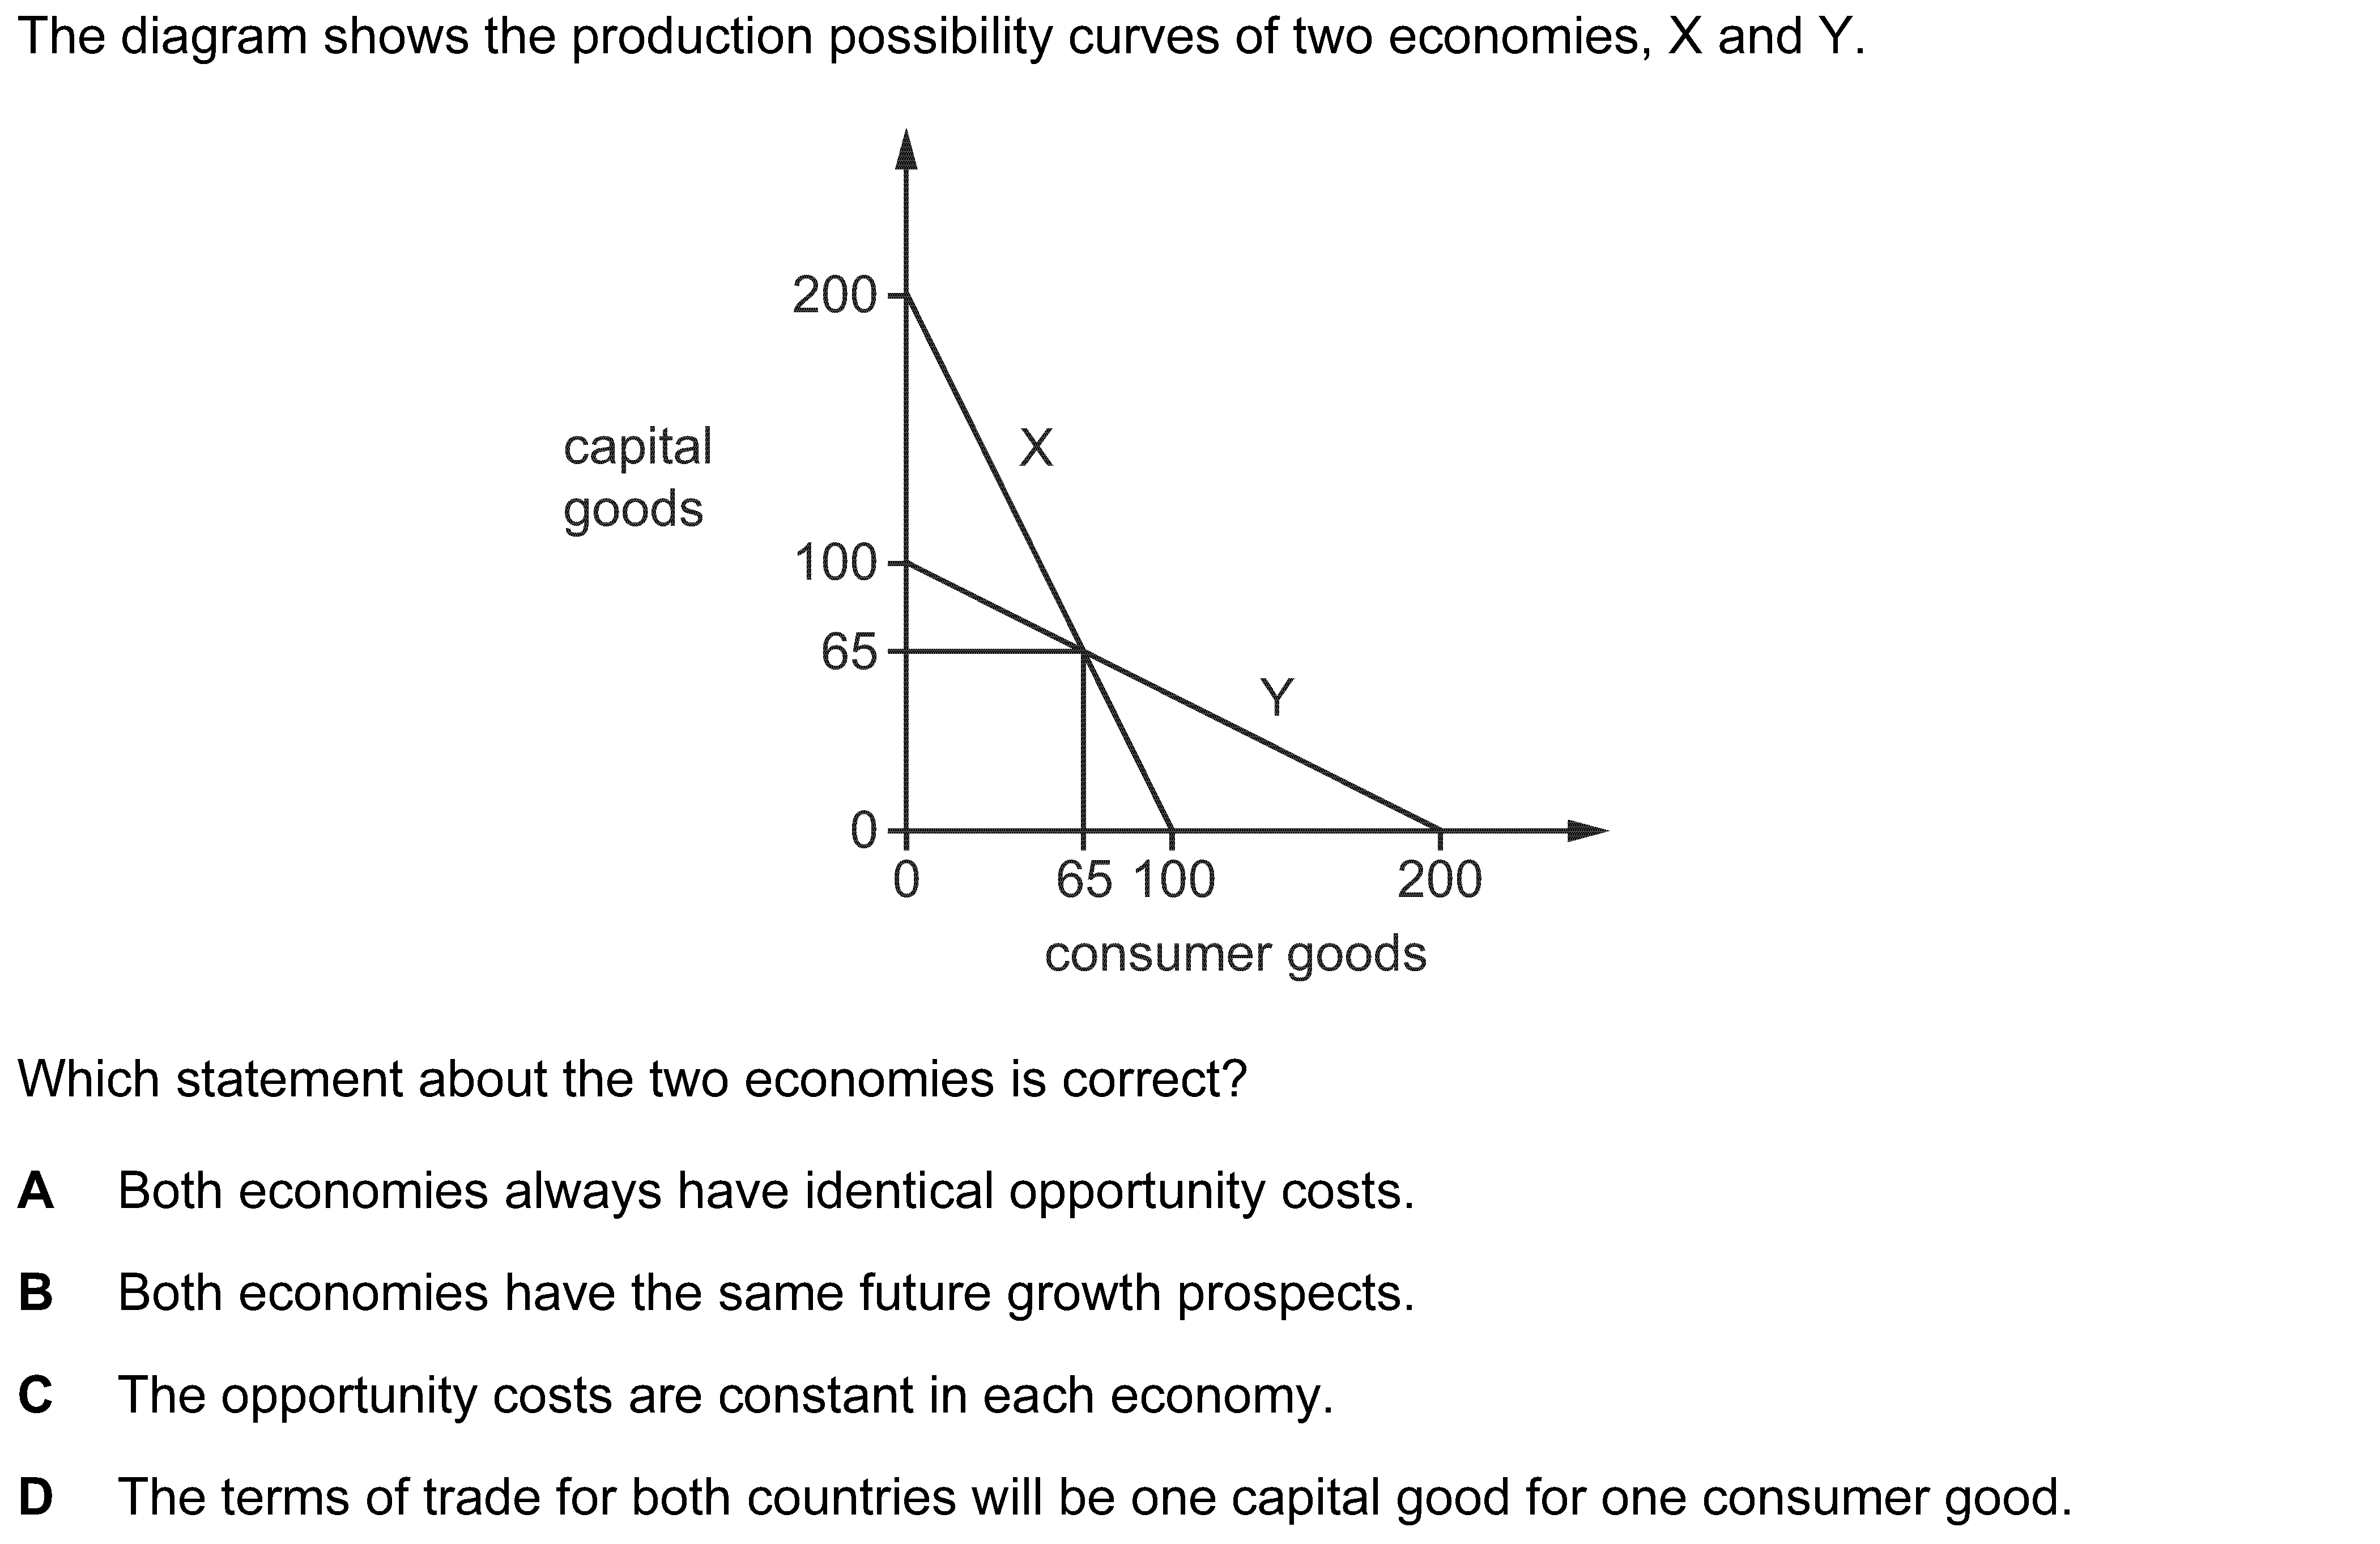 The diagram shows the production possibility curves of two economies, X and Y.
200
X
capital
goods
100
65
Y
0
0 65 100 200
consumer goods
Which statement about the two economies is correct?
A Both economies always have identical opportunity costs.
B Both economies have the same future growth prospects.
C The opportunity costs are constant in each economy.
D The terms of trade for both countries will be one capital good for one consumer good.